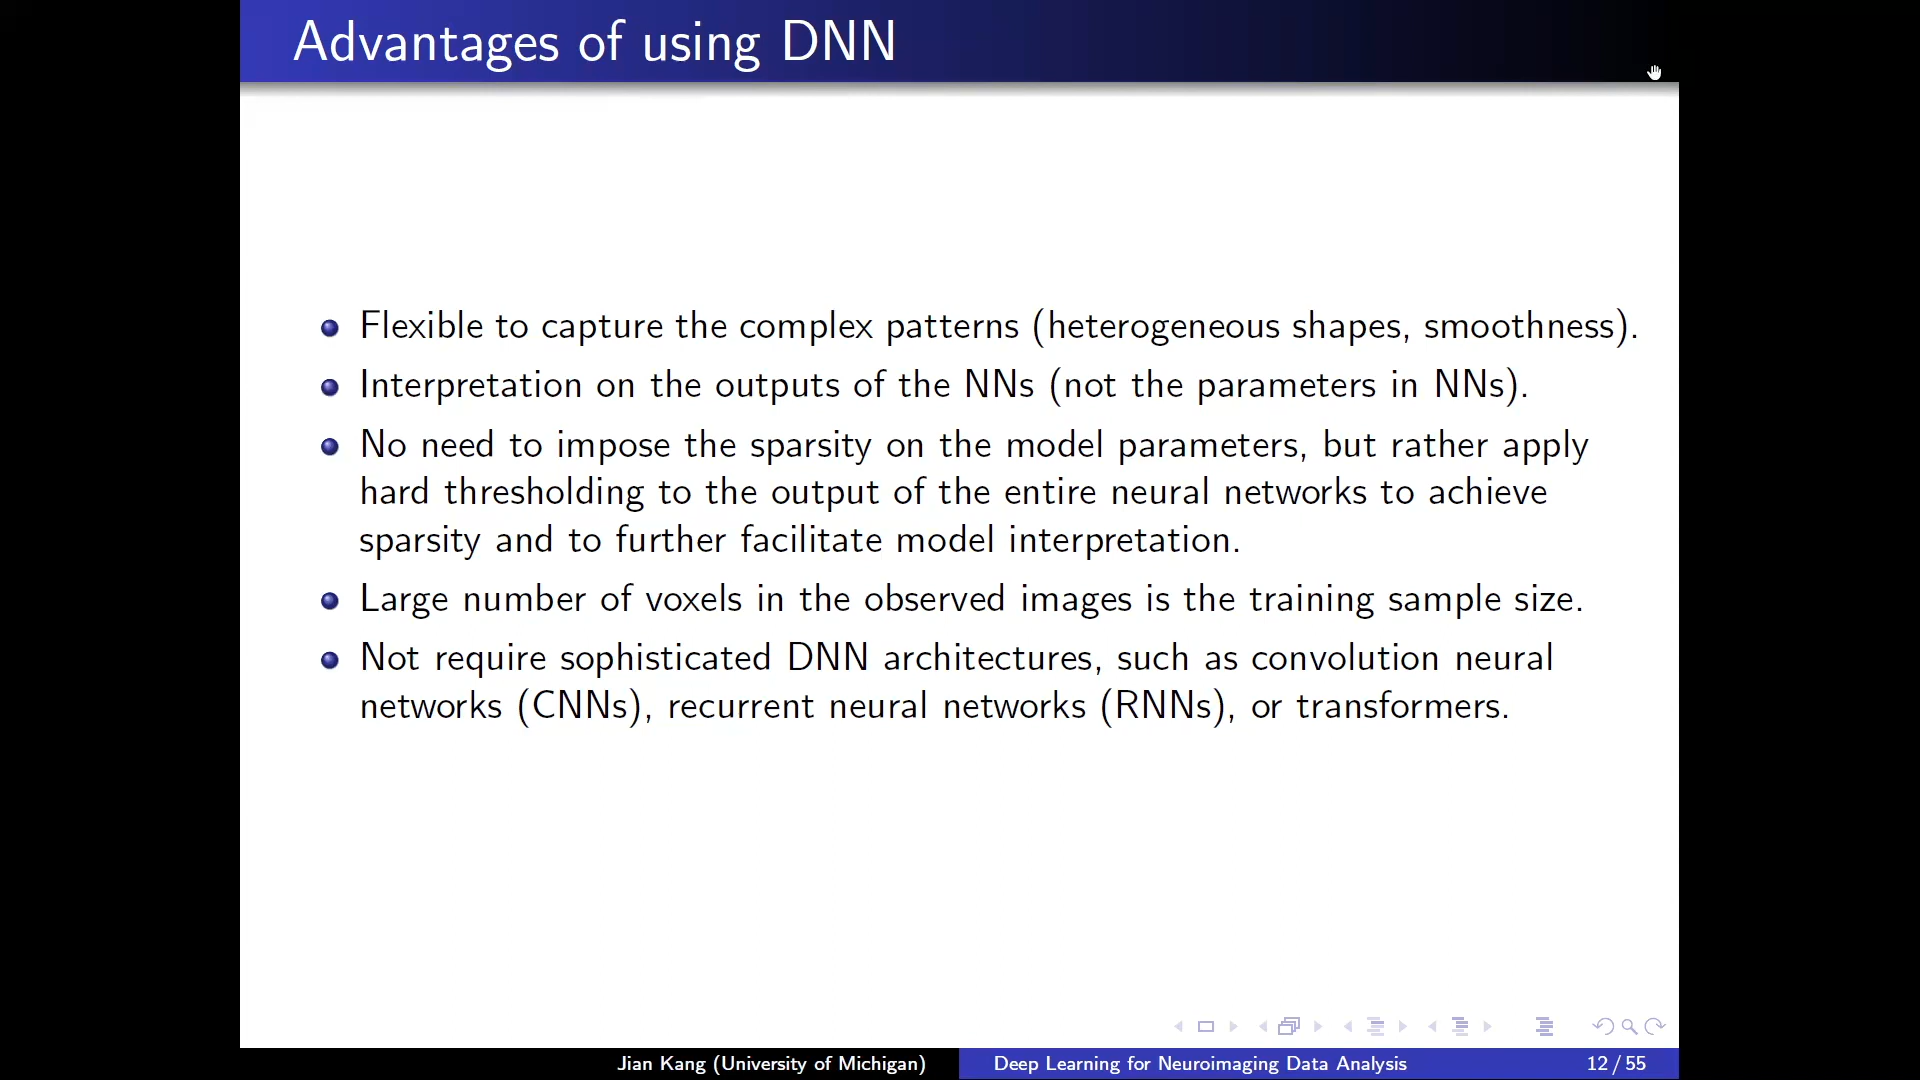 Advantages of using DNN
Flexible to capture the complex patterns (heterogeneous shapes, smoothness).
Interpretation on the outputs of the NNs (not the parameters in NNs).
No need to impose the sparsity on the model parameters, but rather apply
hard thresholding to the output of the entire neural networks to achieve
sparsity and to further facilitate model interpretation.
Large number of voxels in the observed images is the training sample size.
Not require sophisticated DNN architectures, such as convolution neural
networks (CNNs), recurrent neural networks (RNNs), or transformers.
Jian Kang (University of Michigan) Deep Learning for Neuroimaging Data Analysis 12 / 55